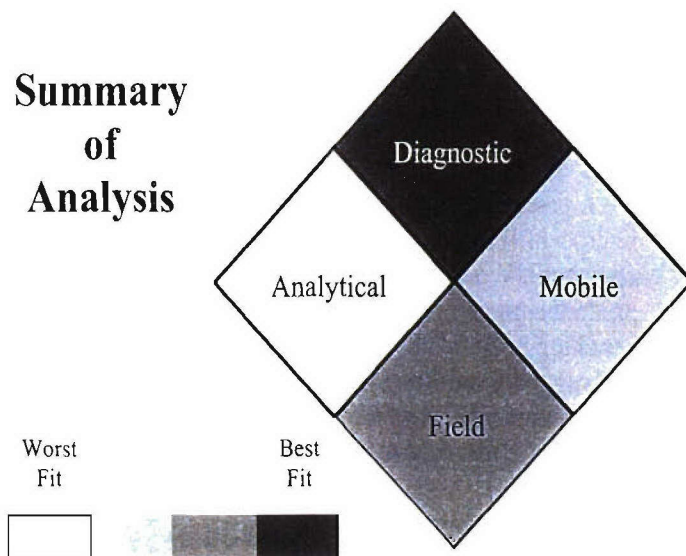 Summary
of
Analysis
Diagnostic
Analytical
Mobile
Field
Worst
Fit
Best
Fit